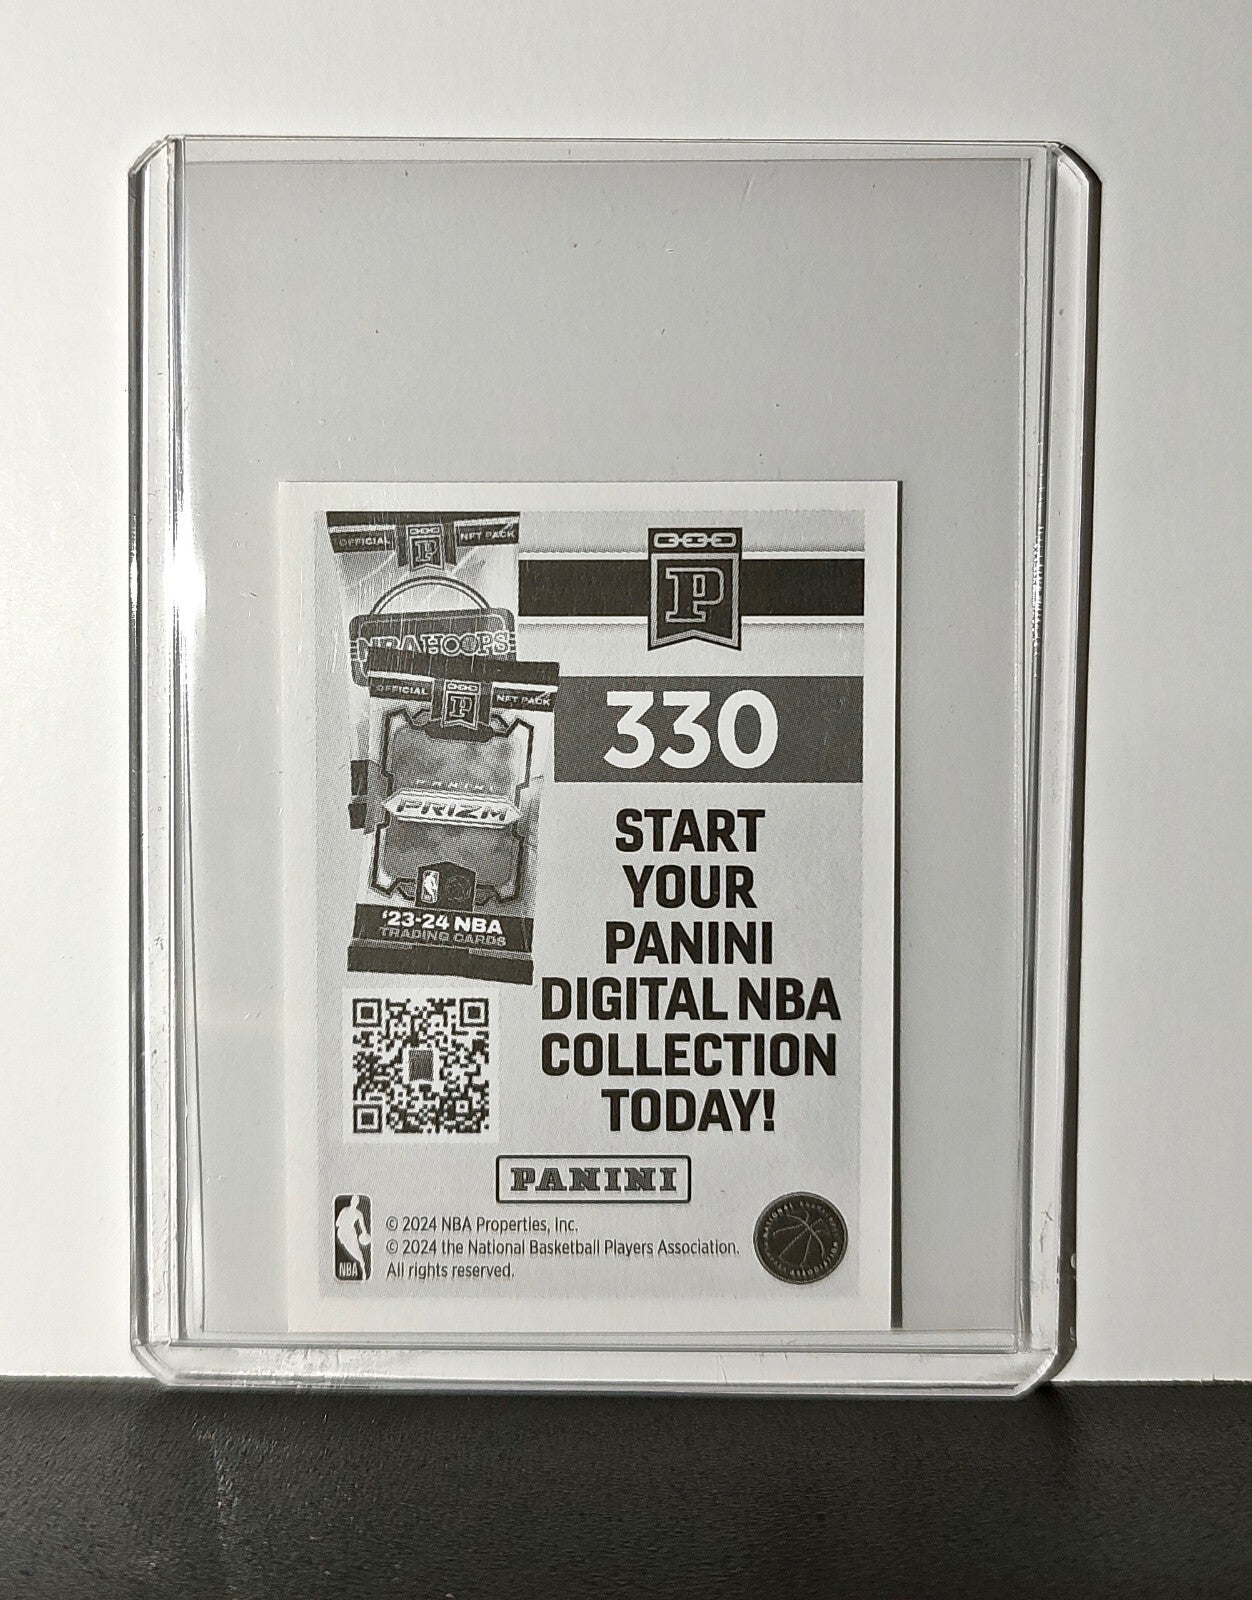 OFFICIAL
P
NFT PACK
NBA HOOPS
OFFICIAL
P
NFT PACK
PANINI
PRIZM
'23-24 NBA
TRADING CARDS
P
330
START
YOUR
PANINI
DIGITAL NBA
COLLECTION
TODAY!
PANINI
NBA
© 2024 NBA Properties, Inc.
© 2024 the National Basketball Players Association.
All rights reserved.